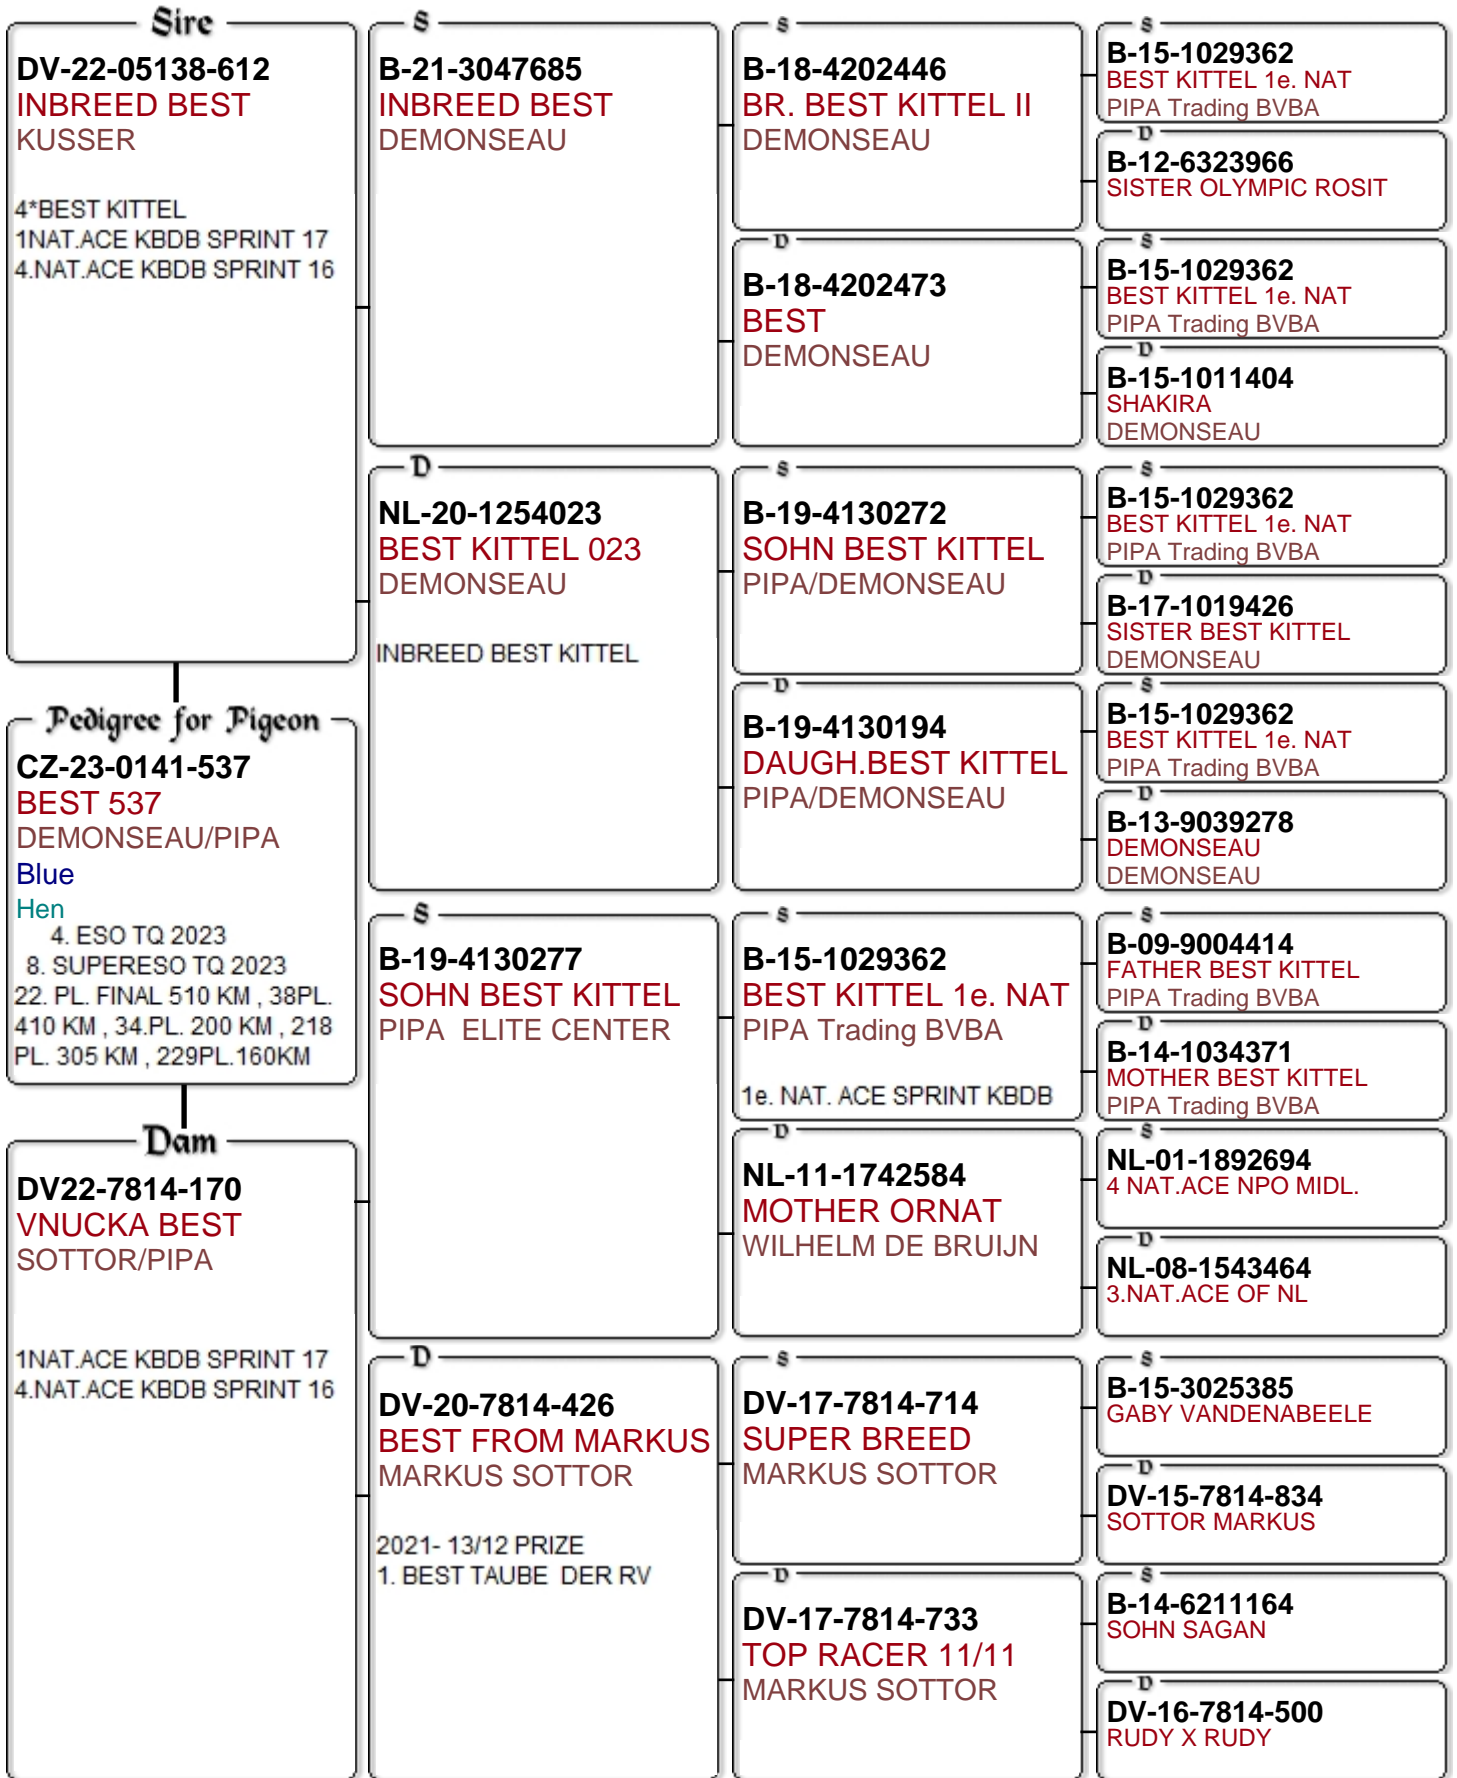 Sire
DV-22-05138-612
INBREED BEST
KUSSER
4*BEST KITTEL
1NAT.ACE KBDB SPRINT 17
4.NAT.ACE KBDB SPRINT 16
Pedigree for Pigeon
CZ-23-0141-537
BEST 537
DEMONSEAU/PIPA
Blue
Hen
4. ESO TQ 2023
8. SUPERESO TQ 2023
22. PL. FINAL 510 KM , 38PL.
410 KM , 34.PL. 200 KM , 218
PL. 305 KM , 229PL.160KM
Dam
DV22-7814-170
VNUCKA BEST
SOTTOR/PIPA
1NAT.ACE KBDB SPRINT 17
4.NAT.ACE KBDB SPRINT 16
S
B-21-3047685
INBREED BEST
DEMONSEAU
D
NL-20-1254023
BEST KITTEL 023
DEMONSEAU
INBREED BEST KITTEL
S
B-19-4130277
SOHN BEST KITTEL
PIPA ELITE CENTER
D
DV-20-7814-426
BEST FROM MARKUS
MARKUS SOTTOR
2021- 13/12 PRIZE
1. BEST TAUBE DER RV
S
B-18-4202446
BR. BEST KITTEL II
DEMONSEAU
D
B-18-4202473
BEST
DEMONSEAU
S
B-19-4130272
SOHN BEST KITTEL
PIPA/DEMONSEAU
D
B-19-4130194
DAUGH.BEST KITTEL
PIPA/DEMONSEAU
S
B-15-1029362
BEST KITTEL 1e. NAT
PIPA Trading BVBA
1e. NAT. ACE SPRINT KBDB
D
NL-11-1742584
MOTHER ORNAT
WILHELM DE BRUIJN
S
DV-17-7814-714
SUPER BREED
MARKUS SOTTOR
D
DV-17-7814-733
TOP RACER 11/11
MARKUS SOTTOR
S
B-15-1029362
BEST KITTEL 1e. NAT
PIPA Trading BVBA
D
B-12-6323966
SISTER OLYMPIC ROSIT
S
B-15-1029362
BEST KITTEL 1e. NAT
PIPA Trading BVBA
D
B-15-1011404
SHAKIRA
DEMONSEAU
S
B-15-1029362
BEST KITTEL 1e. NAT
PIPA Trading BVBA
D
B-17-1019426
SISTER BEST KITTEL
DEMONSEAU
S
B-15-1029362
BEST KITTEL 1e. NAT
PIPA Trading BVBA
D
B-13-9039278
DEMONSEAU
DEMONSEAU
S
B-09-9004414
FATHER BEST KITTEL
PIPA Trading BVBA
D
B-14-1034371
MOTHER BEST KITTEL
PIPA Trading BVBA
S
NL-01-1892694
4 NAT.ACE NPO MIDL.
D
NL-08-1543464
3.NAT.ACE OF NL
S
B-15-3025385
GABY VANDENABEELE
D
DV-15-7814-834
SOTTOR MARKUS
S
B-14-6211164
SOHN SAGAN
D
DV-16-7814-500
RUDY X RUDY